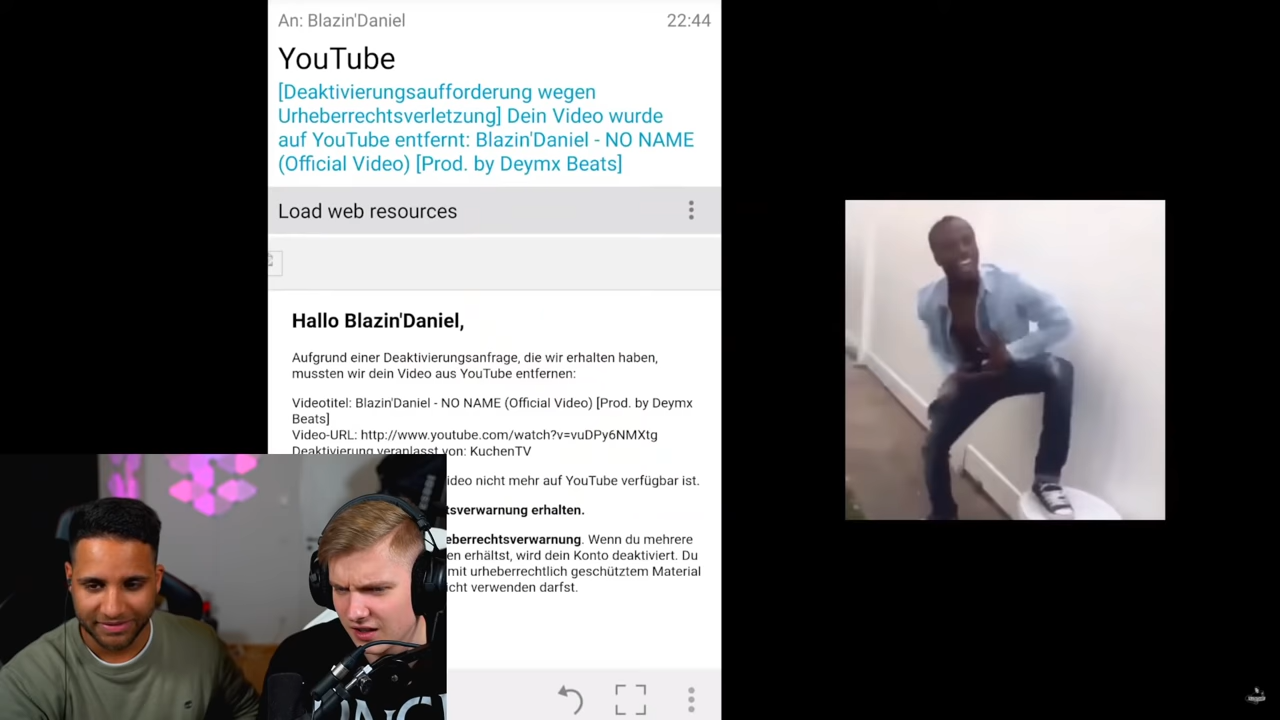 An: Blazin'Daniel 22:44
YouTube
[Deaktivierungsaufforderung wegen
Urheberrechtsverletzung] Dein Video wurde
auf YouTube entfernt: Blazin'Daniel - NO NAME
(Official Video) [Prod. by Deymx Beats]
Load web resources
Hallo Blazin'Daniel,
Aufgrund einer Deaktivierungsanfrage, die wir erhalten haben,
mussten wir dein Video aus YouTube entfernen:
Videotitel: Blazin'Daniel - NO NAME (Official Video) [Prod. by Deymx
Beats]
Video-URL: http://www.youtube.com/watch?v=vuDPy6NMXtg
Deaktivierung veranlasst von: KuchenTV
ideo nicht mehr auf YouTube verfügbar ist.
tsverwarnung erhalten.
eberrechtsverwarnung. Wenn du mehrere
en erhältst, wird dein Konto deaktiviert. Du
mit urheberrechtlich geschütztem Material
icht verwenden darfst.